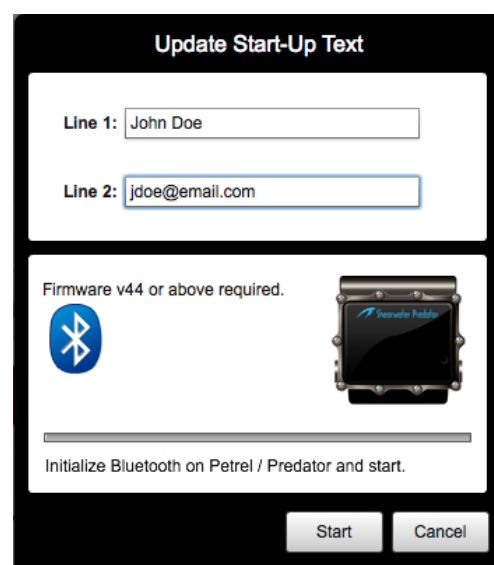 Update Start-Up Text
Line 1: John Doe
Line 2: jdoe@email.com
Firmware v44 or above required.
Shearwater Predator
Initialize Bluetooth on Petrel / Predator and start.
Start Cancel